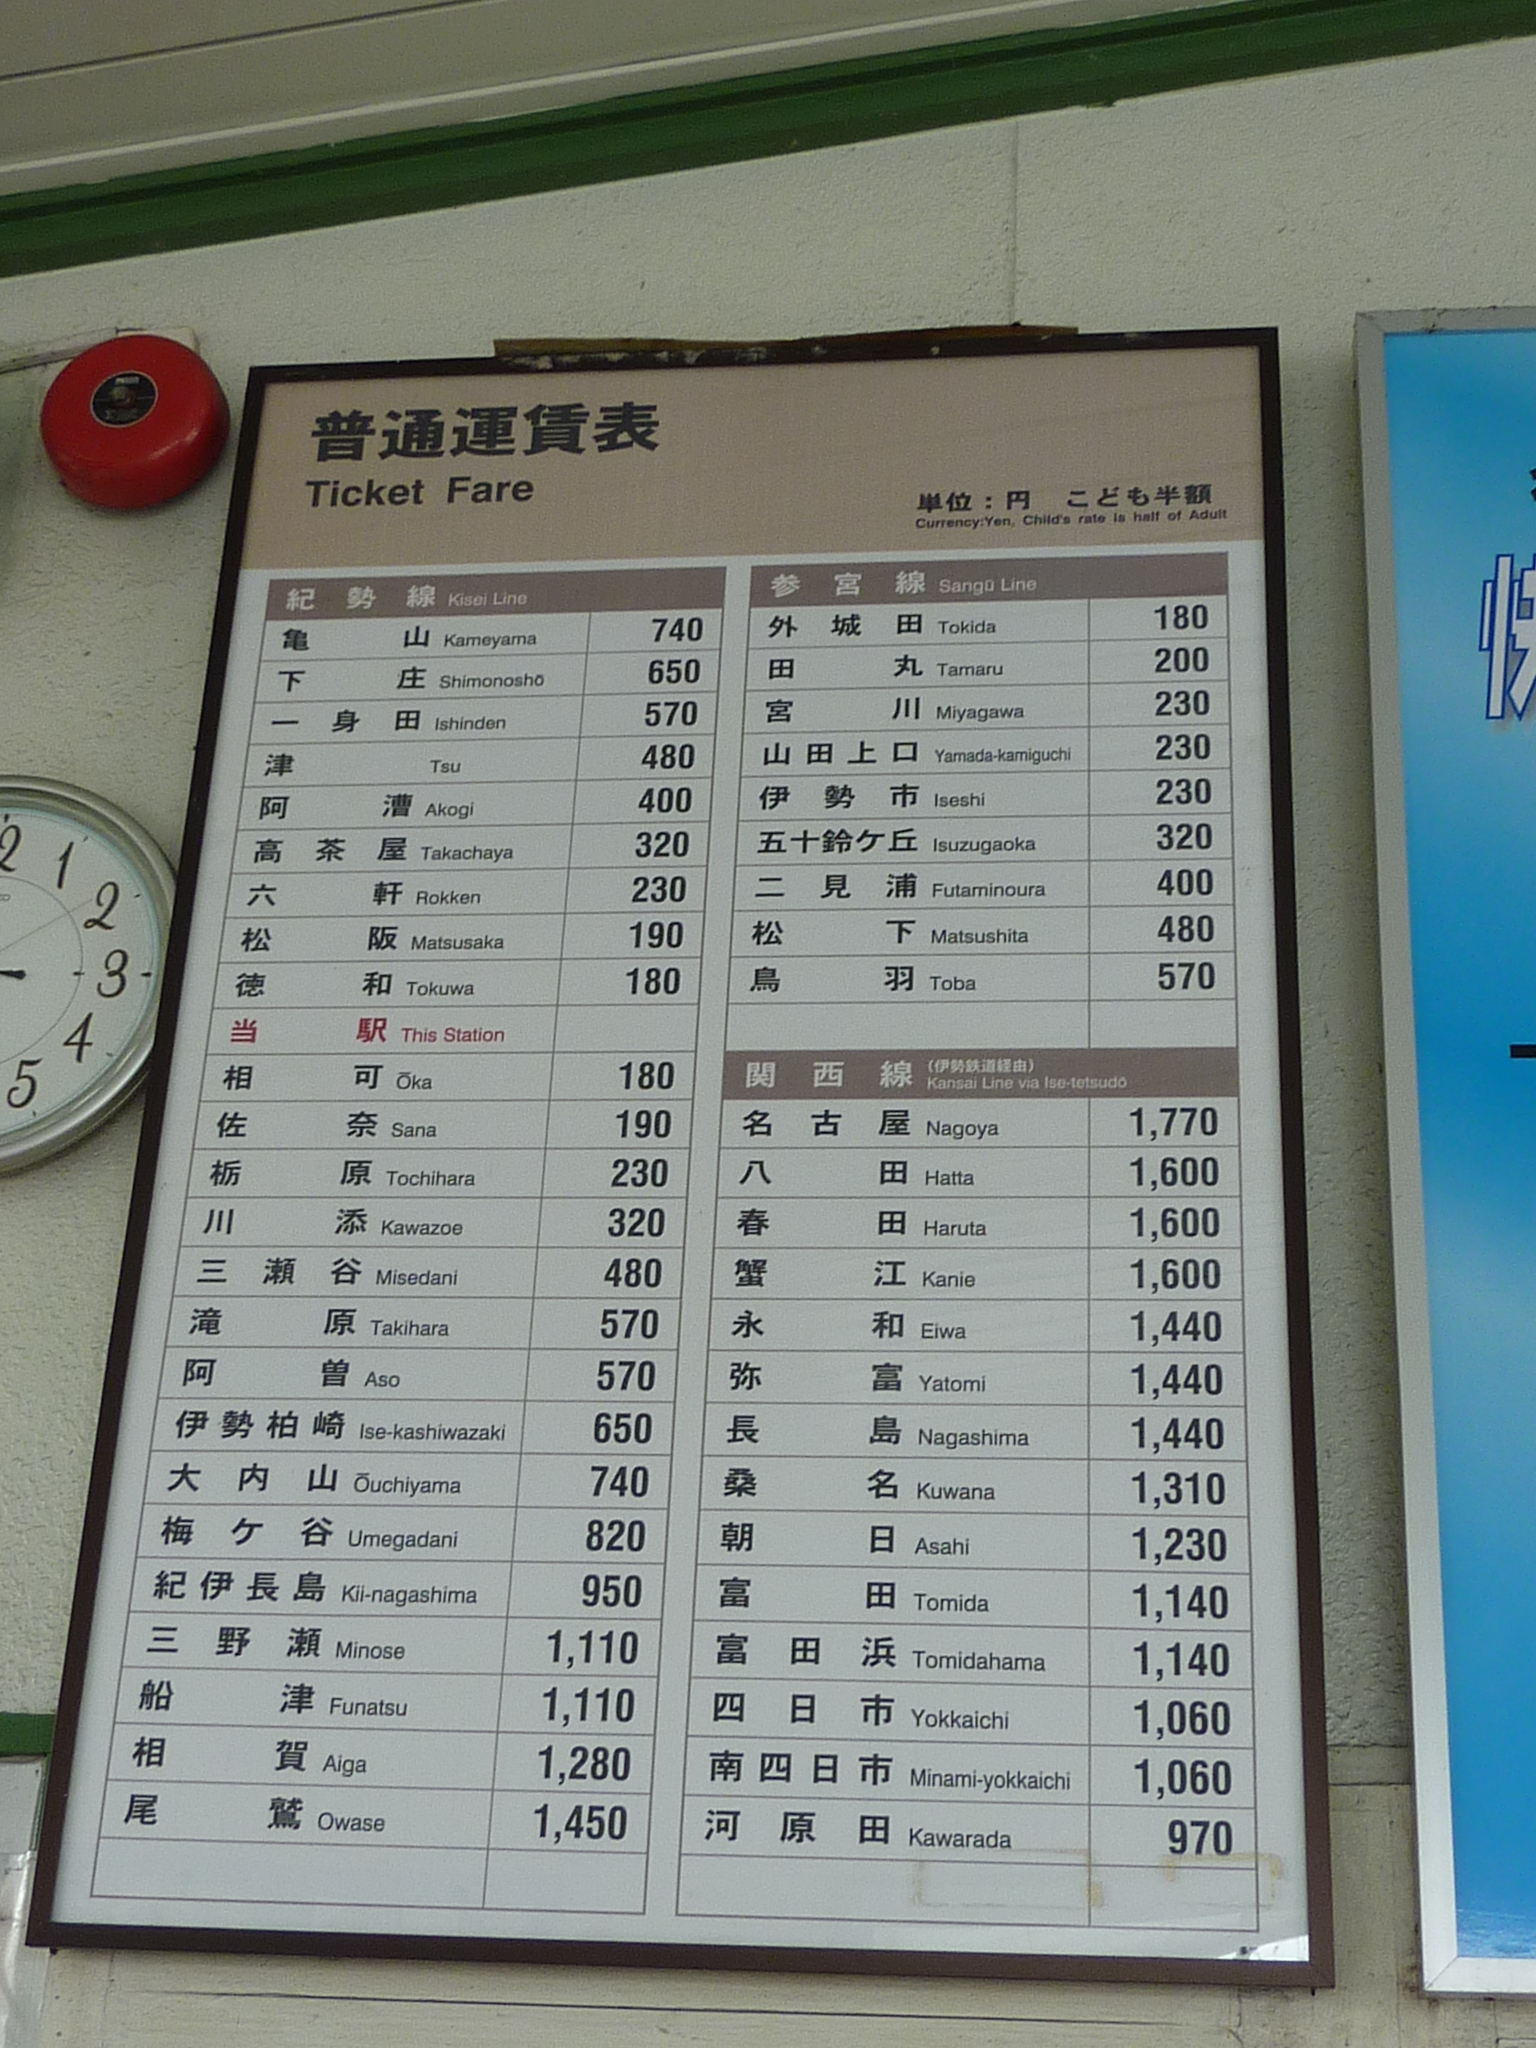 普通運賃表
Ticket Fare
単位：円　こども半額
Currency:Yen, Child's rate is half of Adult
紀勢線 Kisei Line
亀山 Kameyama 740
下庄 Shimonoshō 650
一身田 Ishinden 570
津 Tsu 480
阿漕 Akogi 400
高茶屋 Takachaya 320
六軒 Rokken 230
松阪 Matsusaka 190
徳和 Tokuwa 180
当駅 This Station
相可 Ōka 180
佐奈 Sana 190
栃原 Tochihara 230
川添 Kawazoe 320
三瀬谷 Misedani 480
滝原 Takihara 570
阿曽 Aso 570
伊勢柏崎 Ise-kashiwazaki 650
大内山 Ōuchiyama 740
梅ケ谷 Umegadani 820
紀伊長島 Kii-nagashima 950
三野瀬 Minose 1,110
船津 Funatsu 1,110
相賀 Aiga 1,280
尾鷲 Owase 1,450
参宮線 Sangū Line
外城田 Tokida 180
田丸 Tamaru 200
宮川 Miyagawa 230
山田上口 Yamada-kamiguchi 230
伊勢市 Iseshi 230
五十鈴ケ丘 Isuzugaoka 320
二見浦 Futaminoura 400
松下 Matsushita 480
鳥羽 Toba 570
関西線 (伊勢鉄道経由) Kansai Line via Ise-tetsudō
名古屋 Nagoya 1,770
八田 Hatta 1,600
春田 Haruta 1,600
蟹江 Kanie 1,600
永和 Eiwa 1,440
弥富 Yatomi 1,440
長島 Nagashima 1,440
桑名 Kuwana 1,310
朝日 Asahi 1,230
富田 Tomida 1,140
富田浜 Tomidahama 1,140
四日市 Yokkaichi 1,060
南四日市 Minami-yokkaichi 1,060
河原田 Kawarada 970
2
1
2
3
4
5